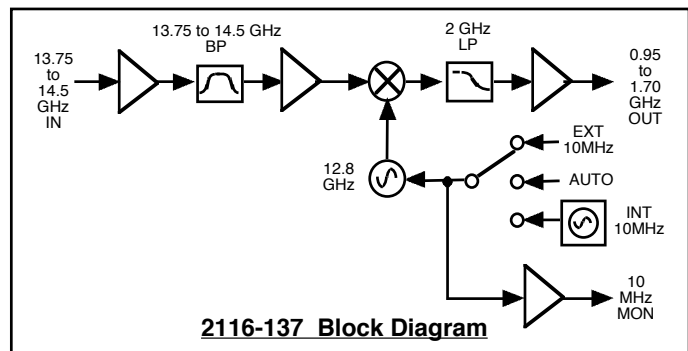 13.75
to
14.5
GHz
IN
13.75 to 14.5 GHz
BP
2 GHz
LP
0.95
to
1.70
GHz
OUT
12.8
GHz
EXT
10MHz
AUTO
INT
10MHz
10
MHz
MON
2116-137 Block Diagram